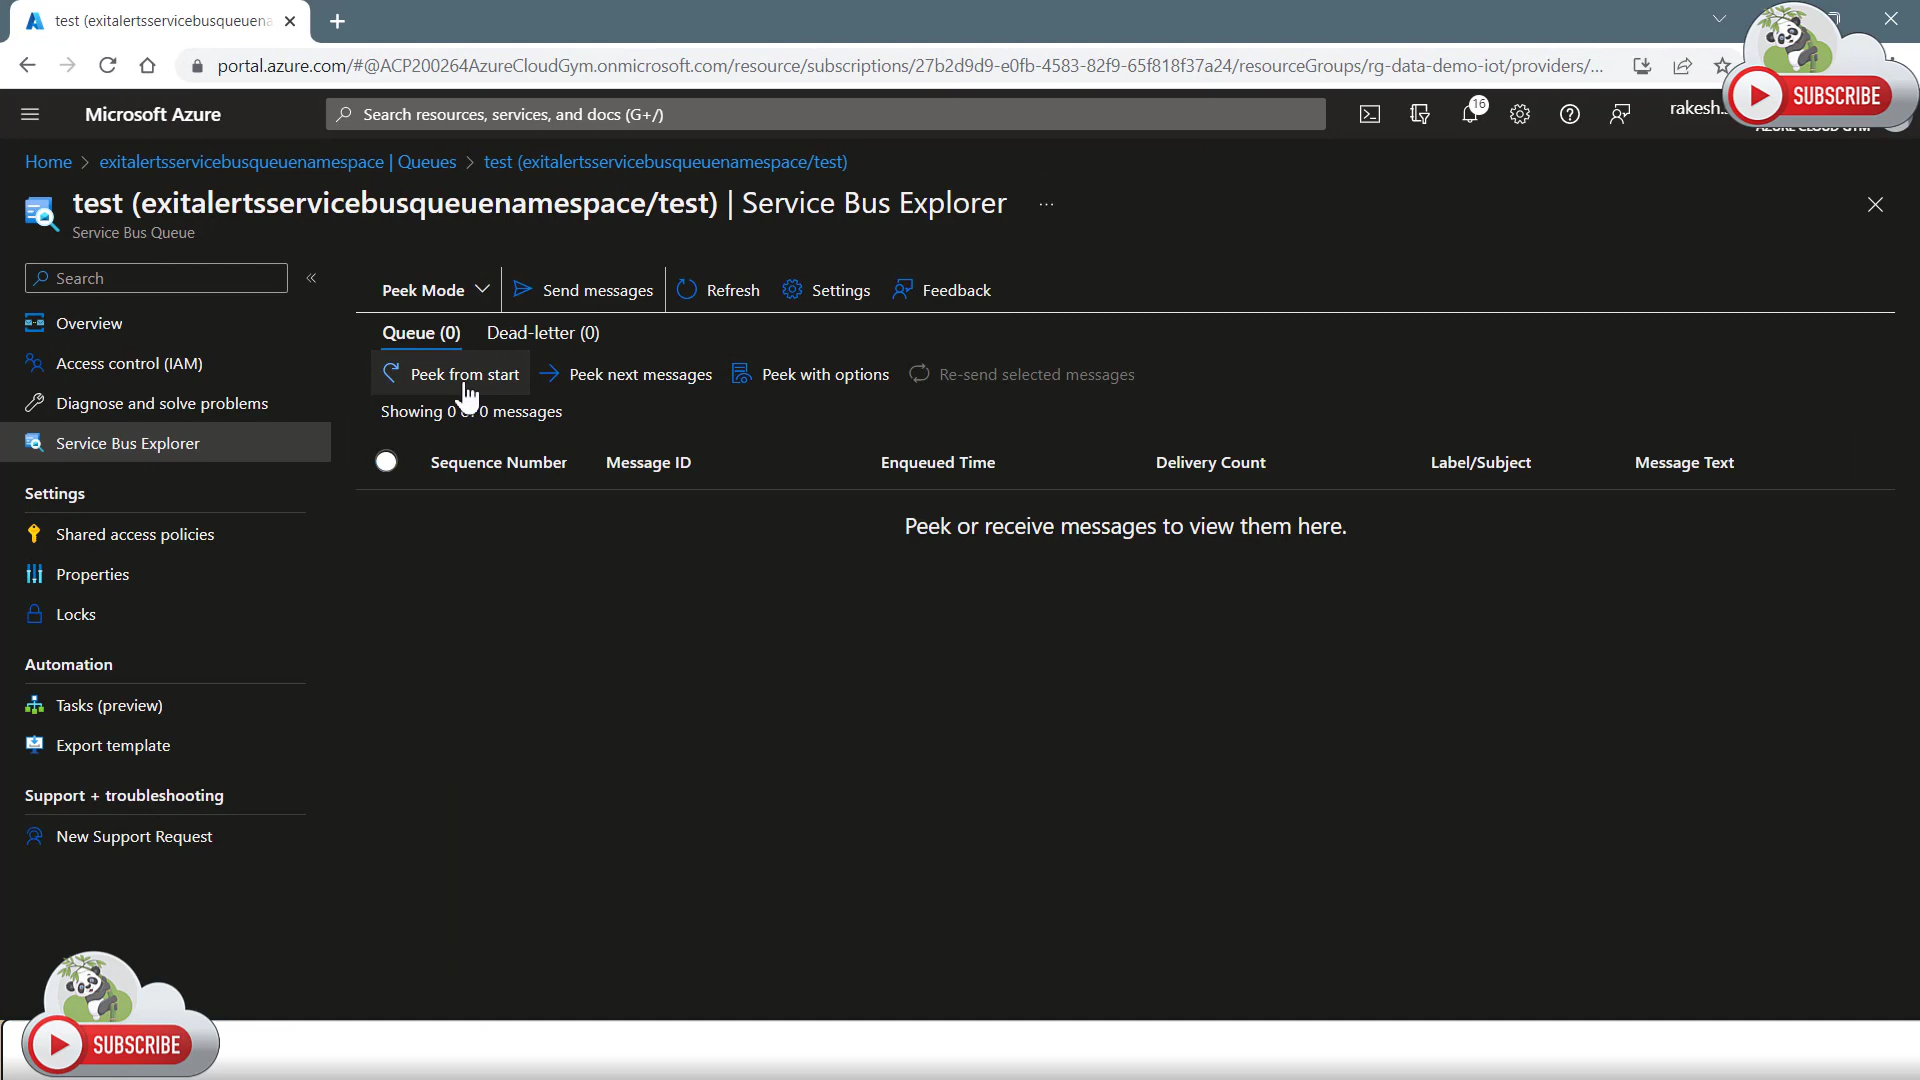 test (exitalertsservicebusqueuena
portal.azure.com/#@ACP200264AzureCloudGym.onmicrosoft.com/resource/subscriptions/27b2d9d9-e0fb-4583-82f9-65f818f37a24/resourceGroups/rg-data-demo-iot/providers/...
SUBSCRIBE
Microsoft Azure
Search resources, services, and docs (G+/)
16
rakesh.
AZURE CLOUD GYM
Home > exitalertsservicebusqueuenamespace | Queues > test (exitalertsservicebusqueuenamespace/test)
test (exitalertsservicebusqueuenamespace/test) | Service Bus Explorer ...
Service Bus Queue
Search
Peek Mode
Send messages
Refresh
Settings
Feedback
Overview
Queue (0)
Dead-letter (0)
Access control (IAM)
Peek from start
Peek next messages
Peek with options
Re-send selected messages
Diagnose and solve problems
Showing 0 of 0 messages
Service Bus Explorer
Sequence Number
Message ID
Enqueued Time
Delivery Count
Label/Subject
Message Text
Settings
Peek or receive messages to view them here.
Shared access policies
Properties
Locks
Automation
Tasks (preview)
Export template
Support + troubleshooting
New Support Request
SUBSCRIBE